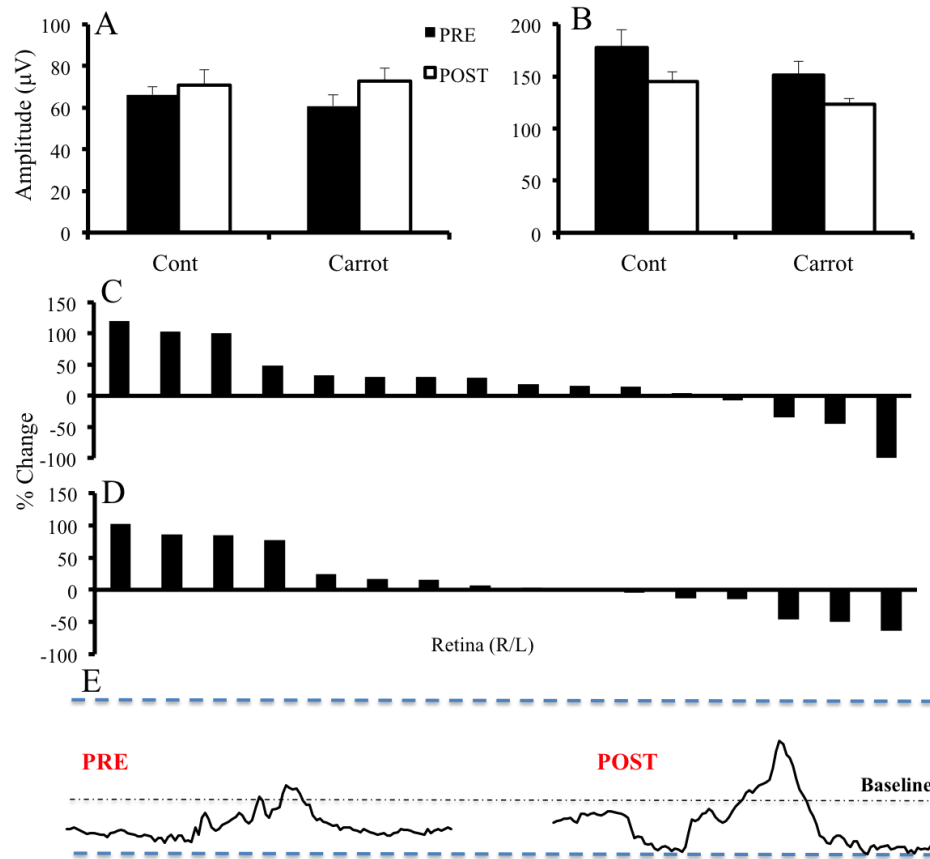 A
B
Amplitude (µV)
100
80
60
40
20
0
PRE
POST
200
150
100
50
0
Cont
Carrot
Cont
Carrot
C
% Change
150
100
50
0
-50
-100
D
150
100
50
0
-50
-100
Retina (R/L)
E
PRE
POST
Baseline